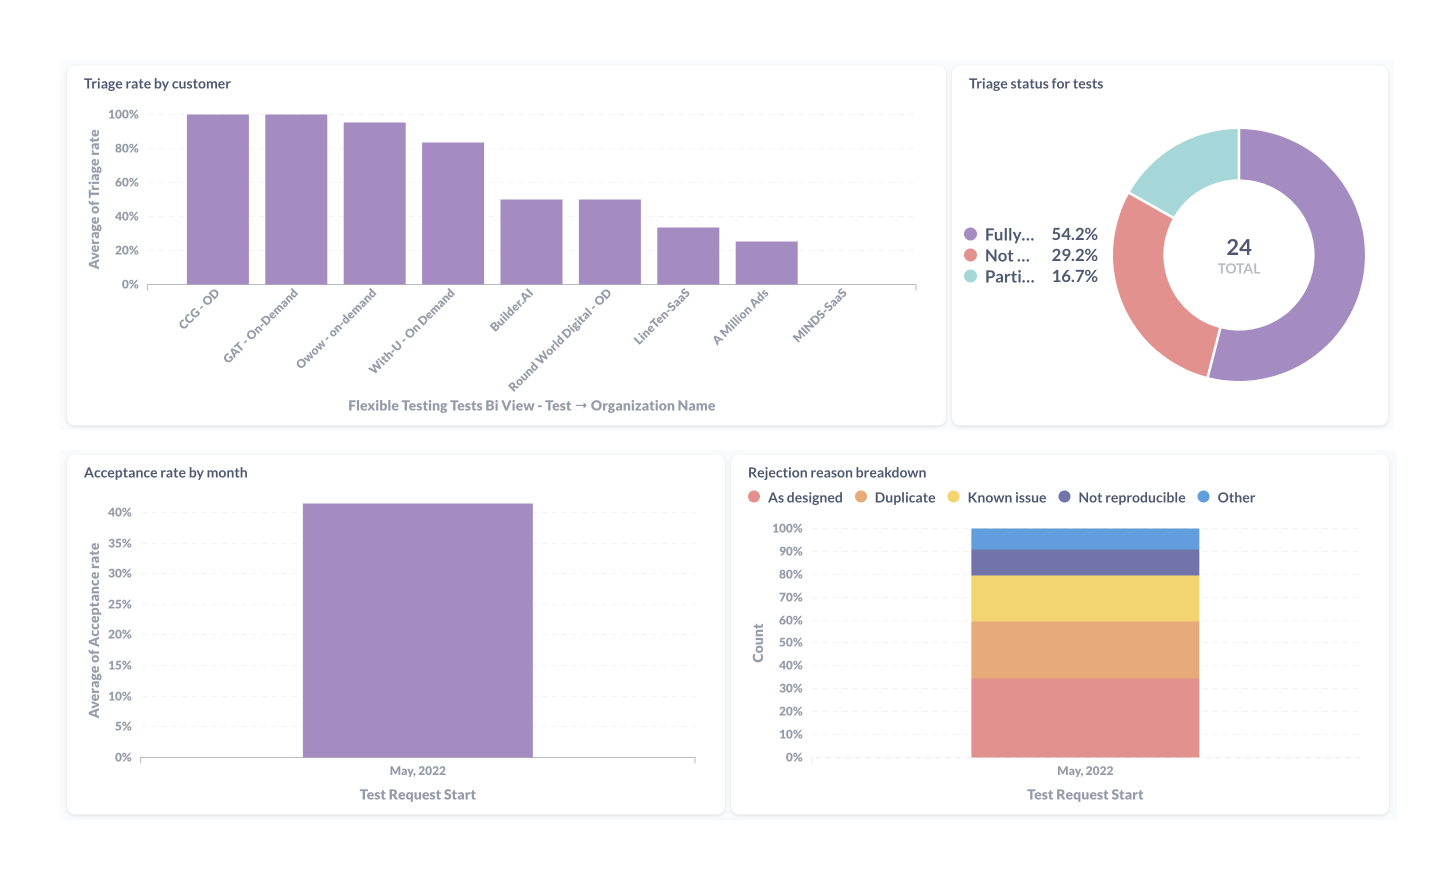 Triage rate by customer
Average of Triage rate
100%
80%
60%
40%
20%
0%
CCG - OD
GAT - On-Demand
Owow - on-demand
With-U - On Demand
Builder.AI
Round World Digital - OD
LineTen-SaaS
A Million Ads
MINDS-SaaS
Flexible Testing Tests Bi View - Test → Organization Name
Triage status for tests
Fully... 54.2%
Not ... 29.2%
Parti... 16.7%
24
TOTAL
Acceptance rate by month
Average of Acceptance rate
40%
35%
30%
25%
20%
15%
10%
5%
0%
May, 2022
Test Request Start
Rejection reason breakdown
As designed Duplicate Known issue Not reproducible Other
Count
100%
90%
80%
70%
60%
50%
40%
30%
20%
10%
0%
May, 2022
Test Request Start